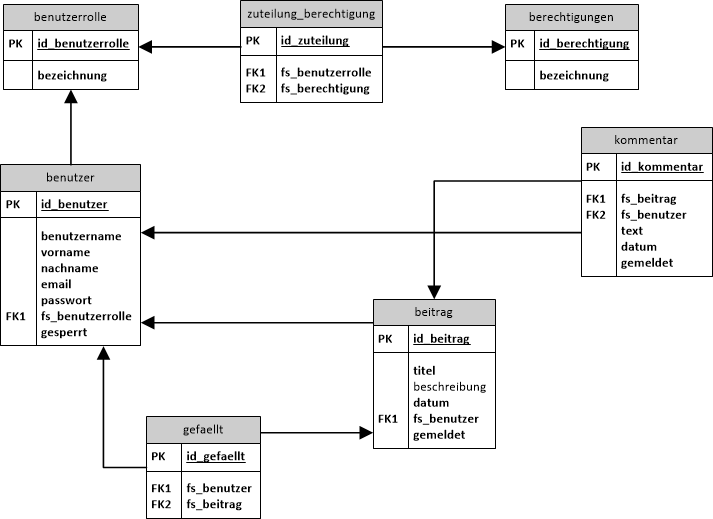 benutzerrolle
PK id_benutzerrolle
bezeichnung
zuteilung_berechtigung
PK id_zuteilung
FK1 fs_benutzerrolle
FK2 fs_berechtigung
berechtigungen
PK id_berechtigung
bezeichnung
kommentar
PK id_kommentar
FK1 fs_beitrag
FK2 fs_benutzer
text
datum
gemeldet
benutzer
PK id_benutzer
benutzername
vorname
nachname
email
passwort
FK1 fs_benutzerrolle
gesperrt
beitrag
PK id_beitrag
titel
beschreibung
datum
FK1 fs_benutzer
gemeldet
gefaellt
PK id_gefaellt
FK1 fs_benutzer
FK2 fs_beitrag